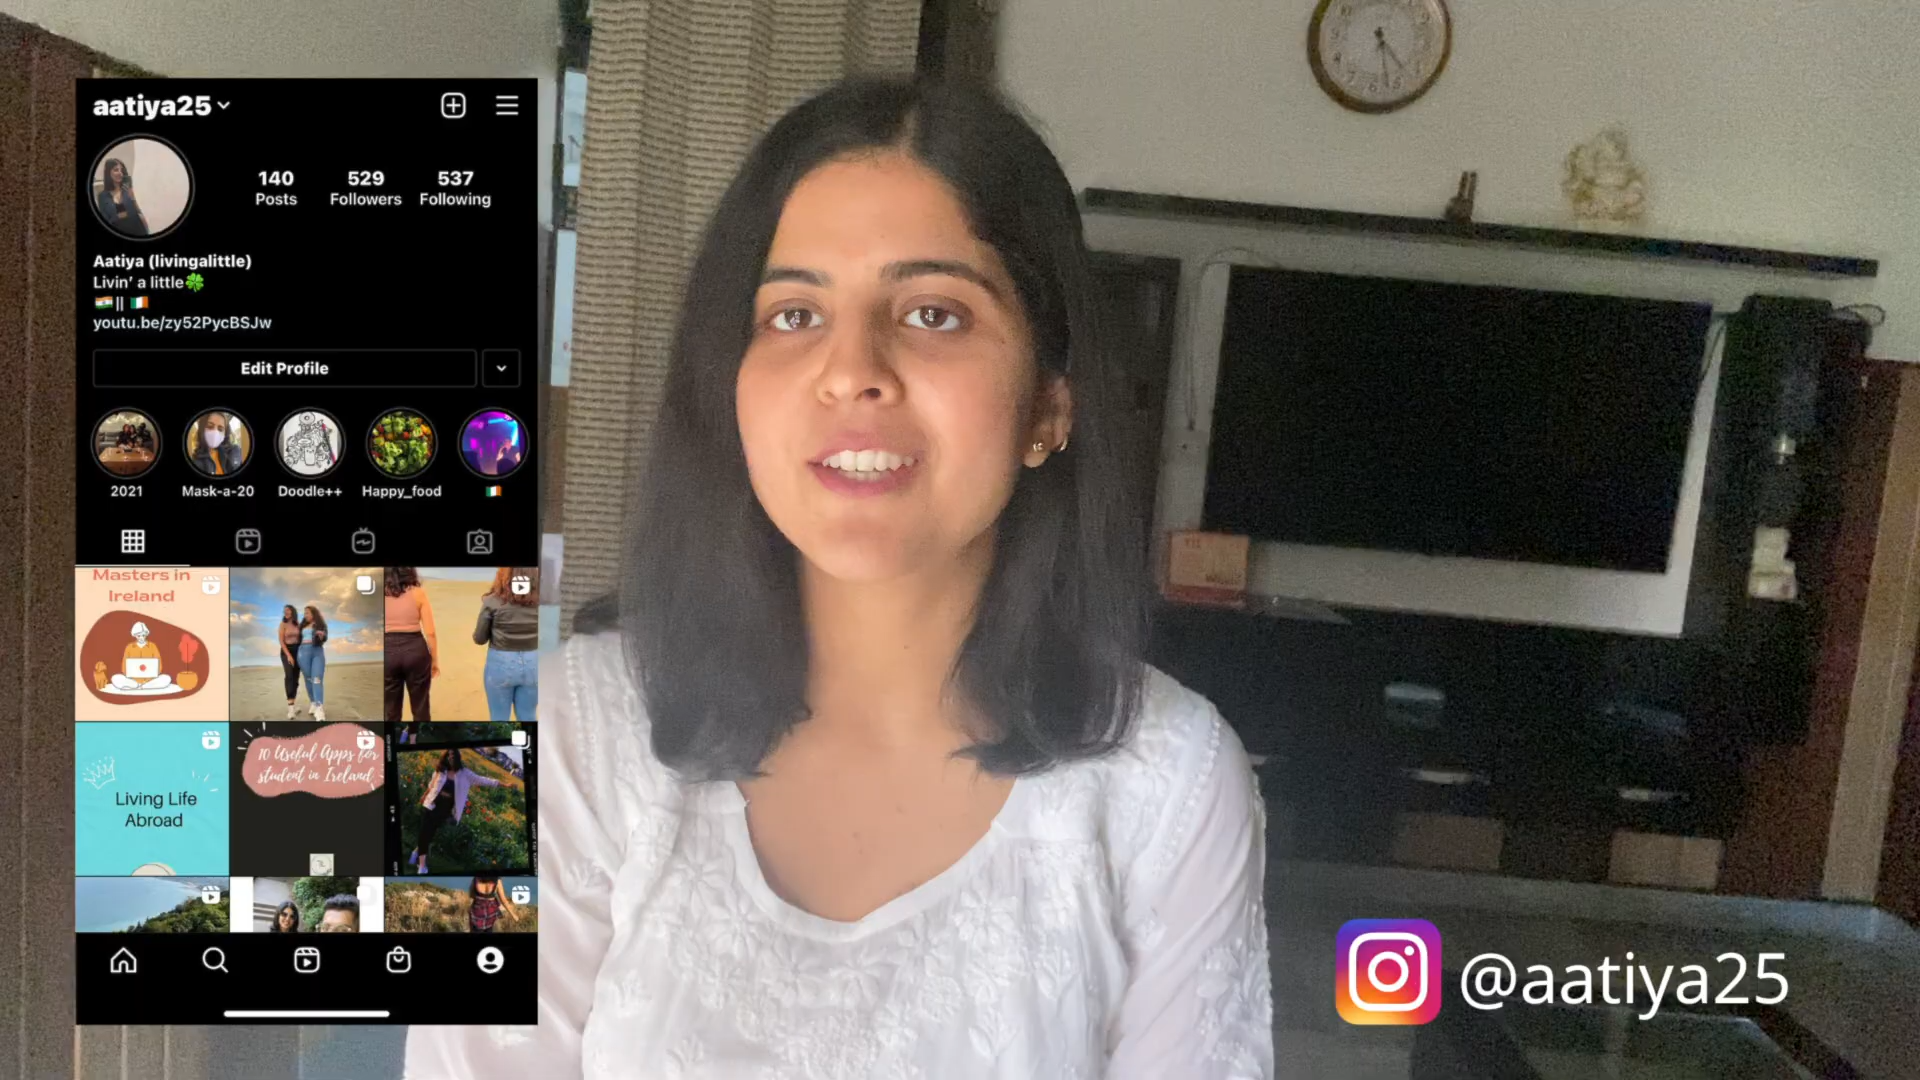 aatiya25
140
Posts
529
Followers
537
Following
Aatiya (livingalittle)
Livin' a little🍀
🇮🇳|| 🇮🇪
youtu.be/zy52PycBSJw
Edit Profile
2021
Mask-a-20
Doodle++
Happy_food
🇮🇪
Masters in
Ireland
Living Life
Abroad
10 Useful Apps for
student in Ireland
@aatiya25